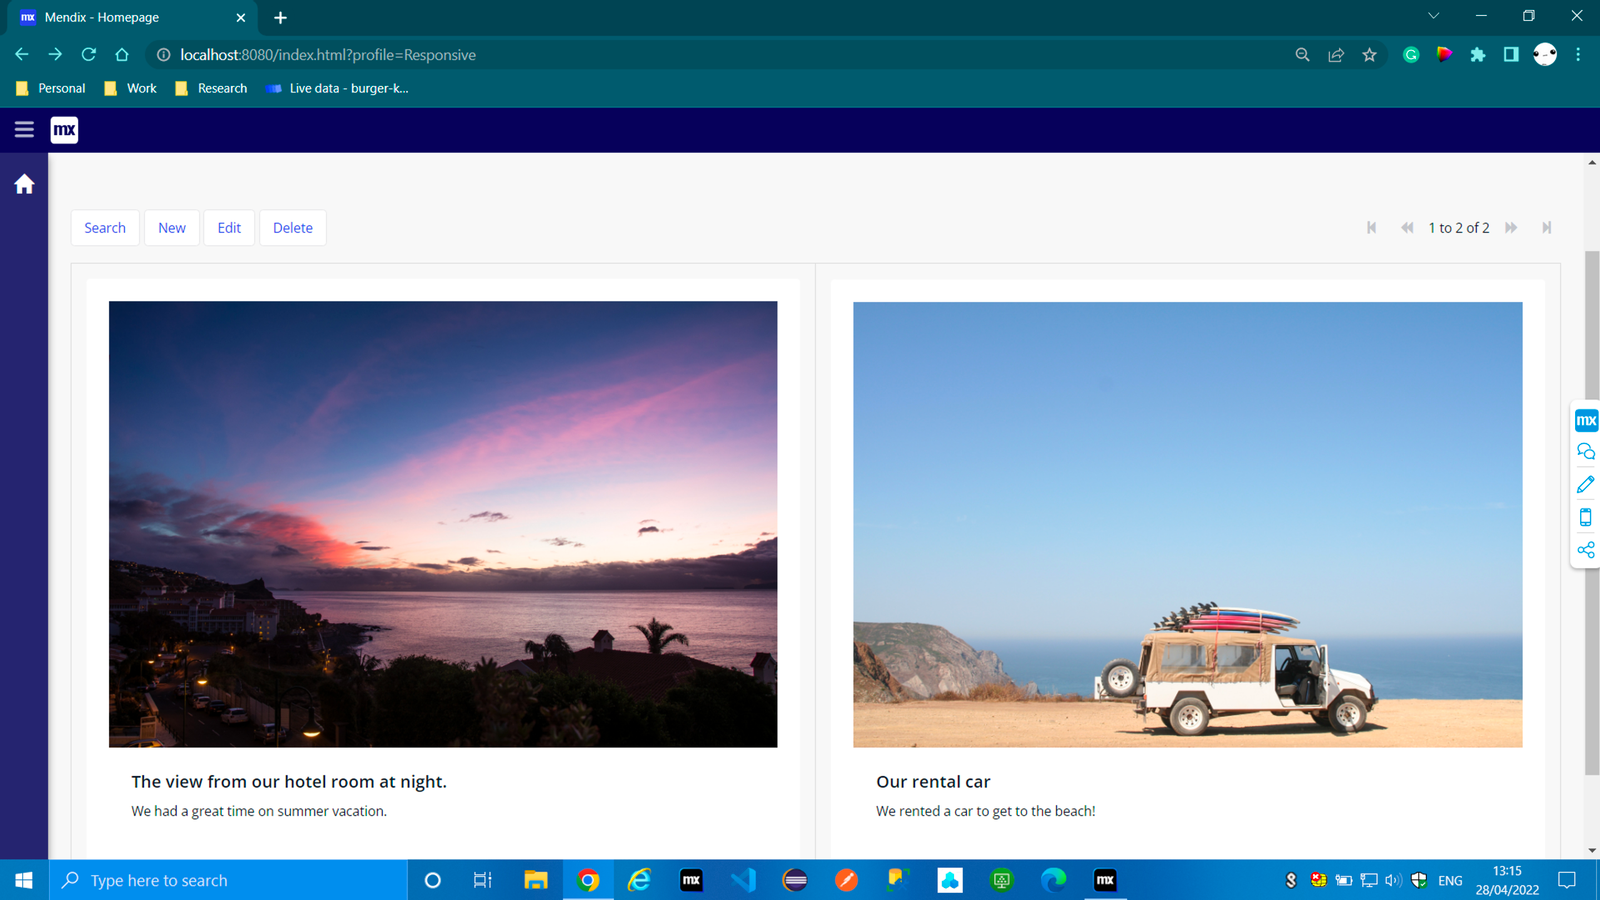 mx Mendix - Homepage
localhost:8080/index.html?profile=Responsive
Personal Work Research Live data - burger-k...
mx
Search New Edit Delete 1 to 2 of 2
mx
The view from our hotel room at night.
We had a great time on summer vacation.
Our rental car
We rented a car to get to the beach!
Type here to search mx mx ENG 13:15
28/04/2022